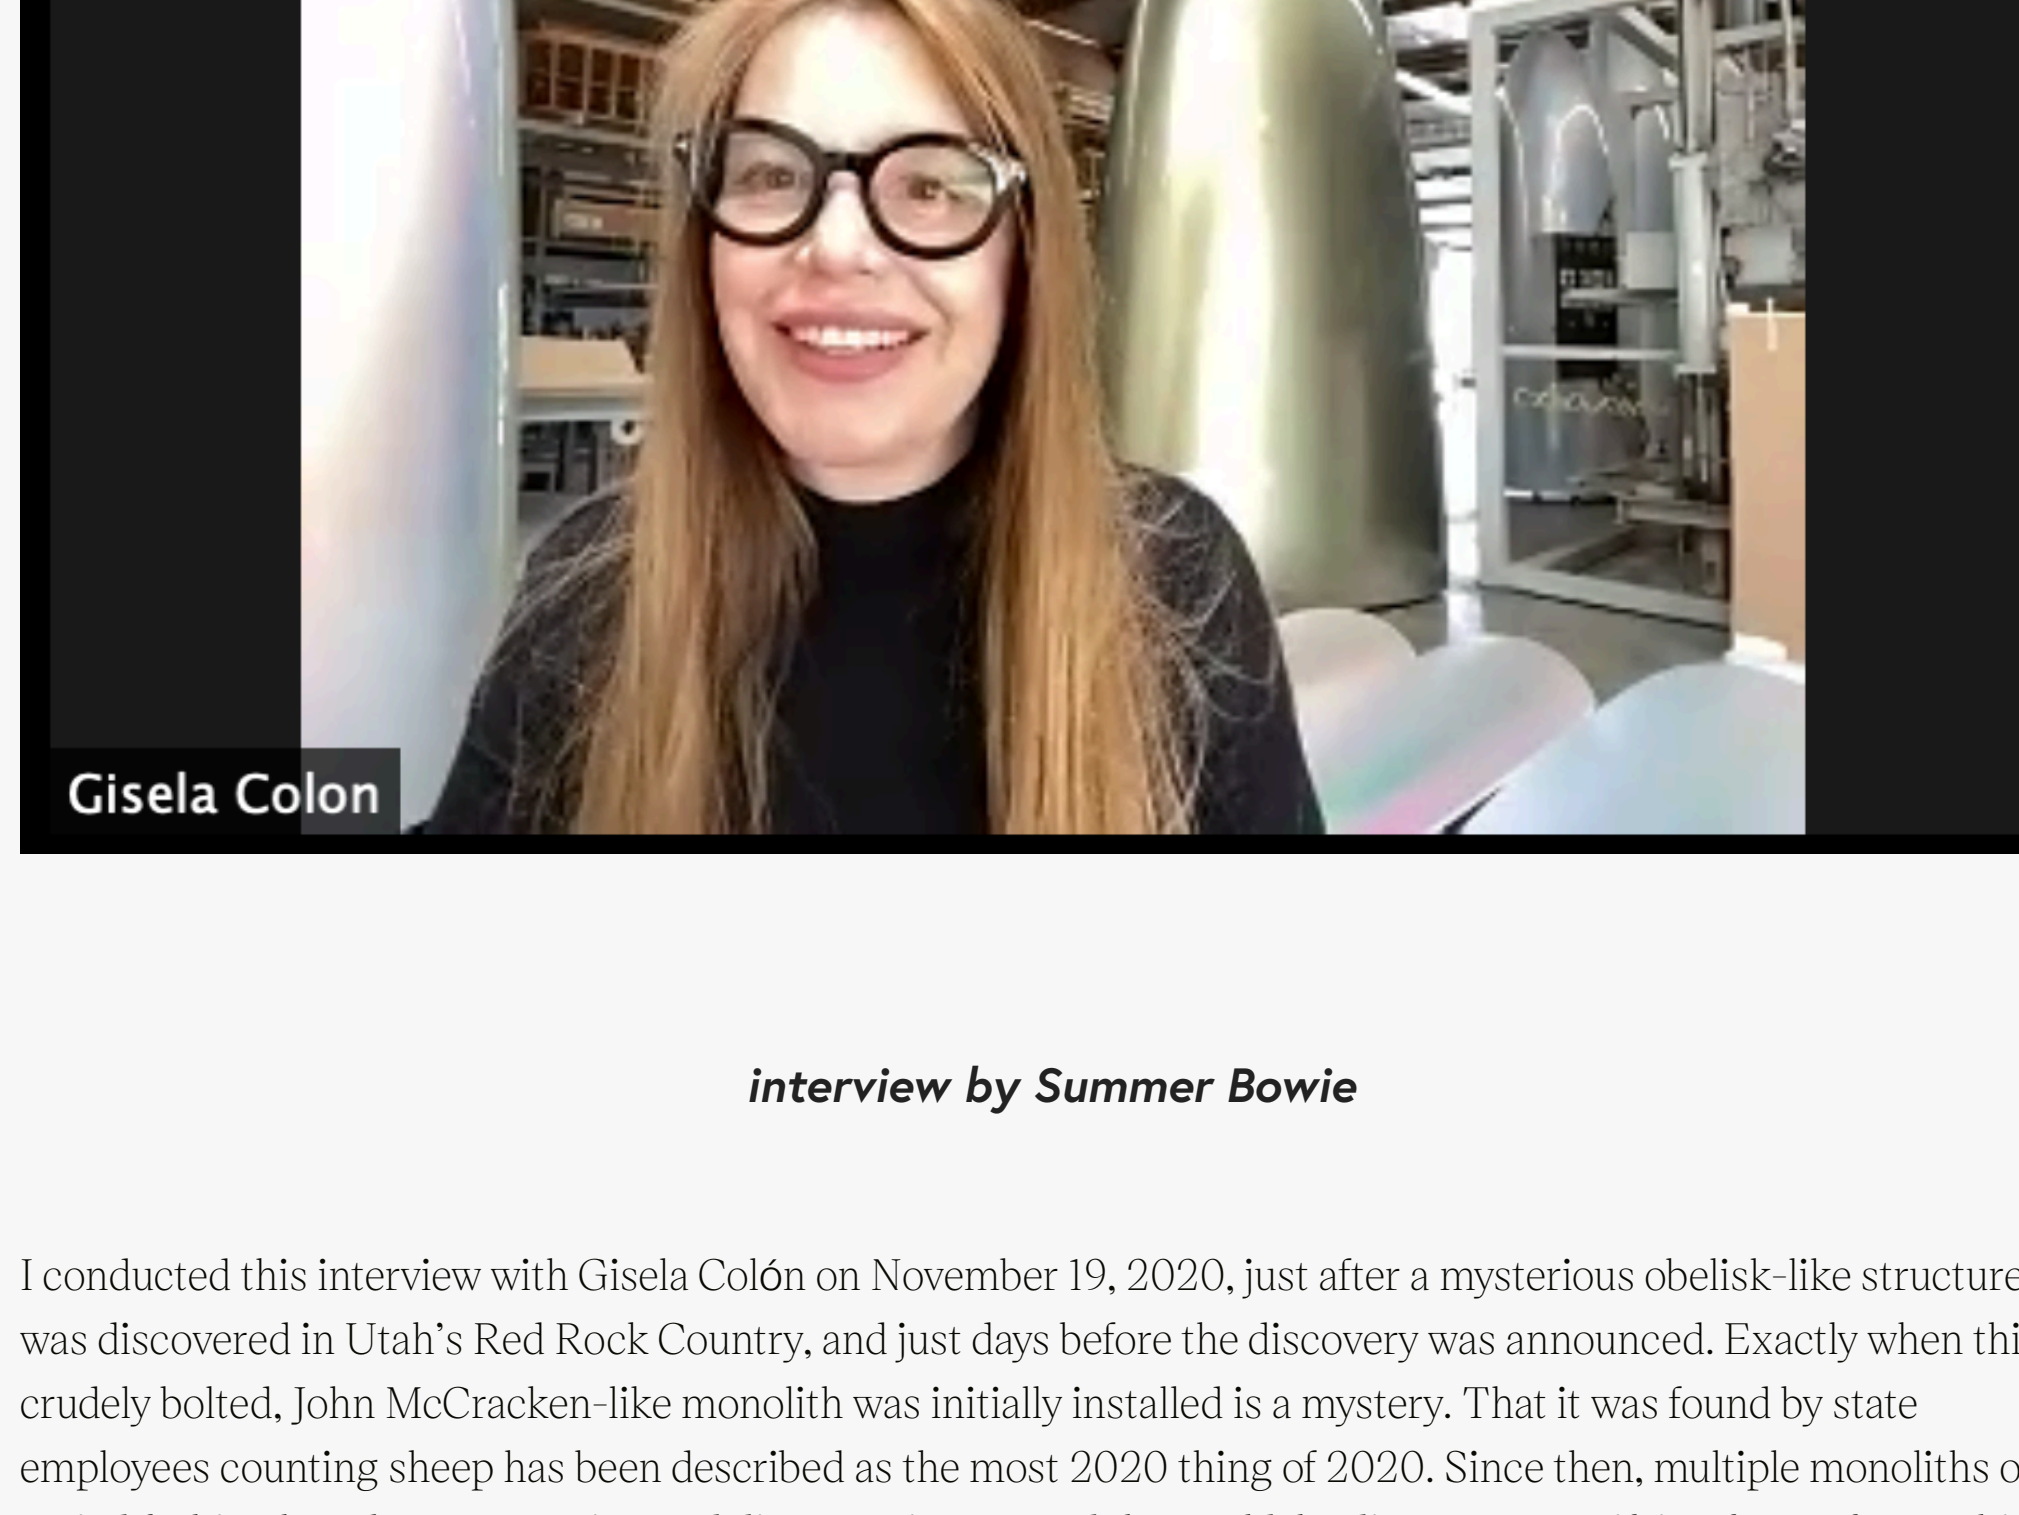 Gisela Colon
interview by Summer Bowie
I conducted this interview with Gisela Colón on November 19, 2020, just after a mysterious obelisk-like structure
was discovered in Utah’s Red Rock Country, and just days before the discovery was announced. Exactly when
crudely bolted, John McCracken-like monolith was initially installed is a mystery. That it was found by state
employees counting sheep has been described as the most 2020 thing of 2020. Since then, multiple monoliths